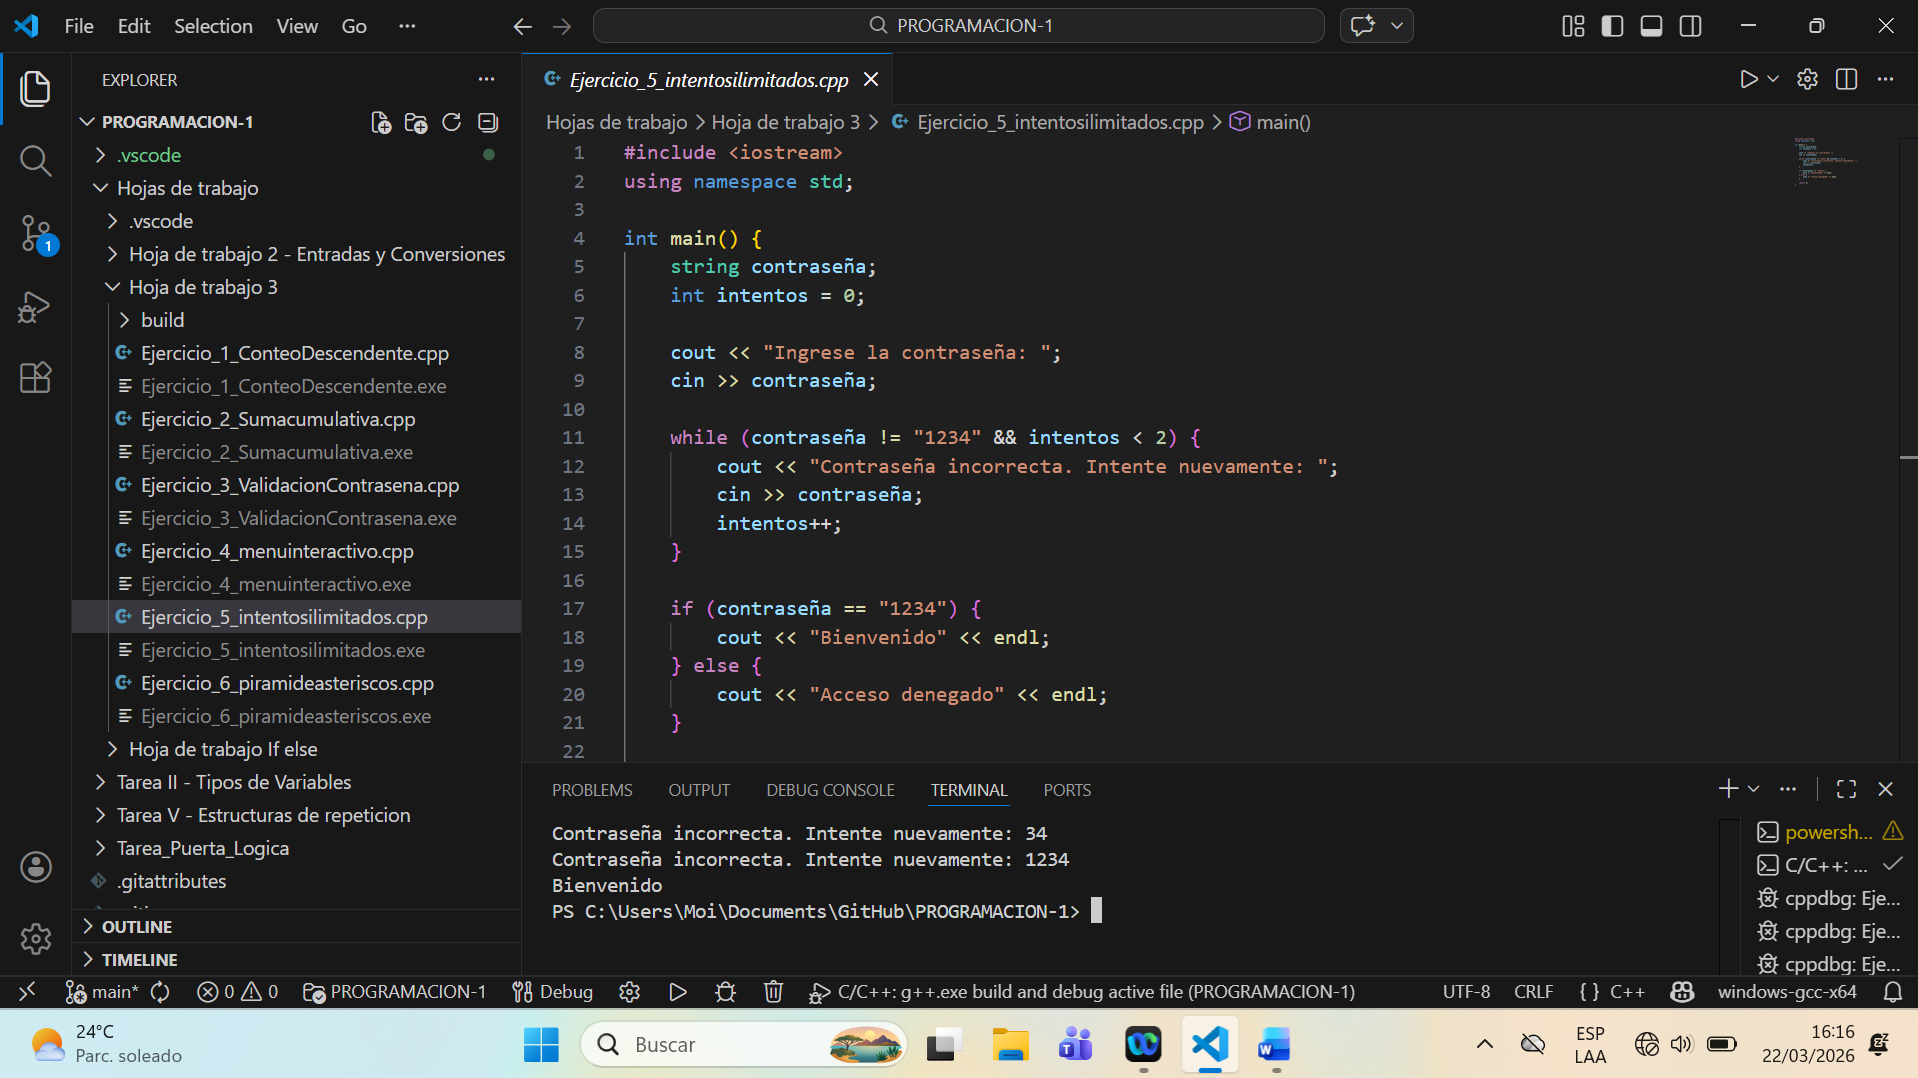 File Edit Selection View Go ...
PROGRAMACION-1
EXPLORER
PROGRAMACION-1
.vscode
Hojas de trabajo
.vscode
Hoja de trabajo 2 - Entradas y Conversiones
Hoja de trabajo 3
build
Ejercicio_1_ConteoDescendente.cpp
Ejercicio_1_ConteoDescendente.exe
Ejercicio_2_Sumacumulativa.cpp
Ejercicio_2_Sumacumulativa.exe
Ejercicio_3_ValidacionContrasena.cpp
Ejercicio_3_ValidacionContrasena.exe
Ejercicio_4_menuinteractivo.cpp
Ejercicio_4_menuinteractivo.exe
Ejercicio_5_intentosilimitados.cpp
Ejercicio_5_intentosilimitados.exe
Ejercicio_6_piramideasteriscos.cpp
Ejercicio_6_piramideasteriscos.exe
Hoja de trabajo If else
Tarea II - Tipos de Variables
Tarea V - Estructuras de repeticion
Tarea_Puerta_Logica
.gitattributes
OUTLINE
TIMELINE
1
Ejercicio_5_intentosilimitados.cpp
Hojas de trabajo > Hoja de trabajo 3 > Ejercicio_5_intentosilimitados.cpp > main()
1 #include <iostream>
2 using namespace std;
3
4 int main() {
5 string contraseña;
6 int intentos = 0;
7
8 cout << "Ingrese la contraseña: ";
9 cin >> contraseña;
10
11 while (contraseña != "1234" && intentos < 2) {
12 cout << "Contraseña incorrecta. Intente nuevamente: ";
13 cin >> contraseña;
14 intentos++;
15 }
16
17 if (contraseña == "1234") {
18 cout << "Bienvenido" << endl;
19 } else {
20 cout << "Acceso denegado" << endl;
21 }
22
PROBLEMS OUTPUT DEBUG CONSOLE TERMINAL PORTS
Contraseña incorrecta. Intente nuevamente: 34
Contraseña incorrecta. Intente nuevamente: 1234
Bienvenido
PS C:\Users\Moi\Documents\GitHub\PROGRAMACION-1>
powersh...
C/C++: ...
cppdbg: Eje...
cppdbg: Eje...
cppdbg: Eje...
main* 0 0 PROGRAMACION-1 Debug C/C++: g++.exe build and debug active file (PROGRAMACION-1) UTF-8 CRLF { } C++ windows-gcc-x64
24°C
Parc. soleado
Buscar
ESP
LAA
16:16
22/03/2026